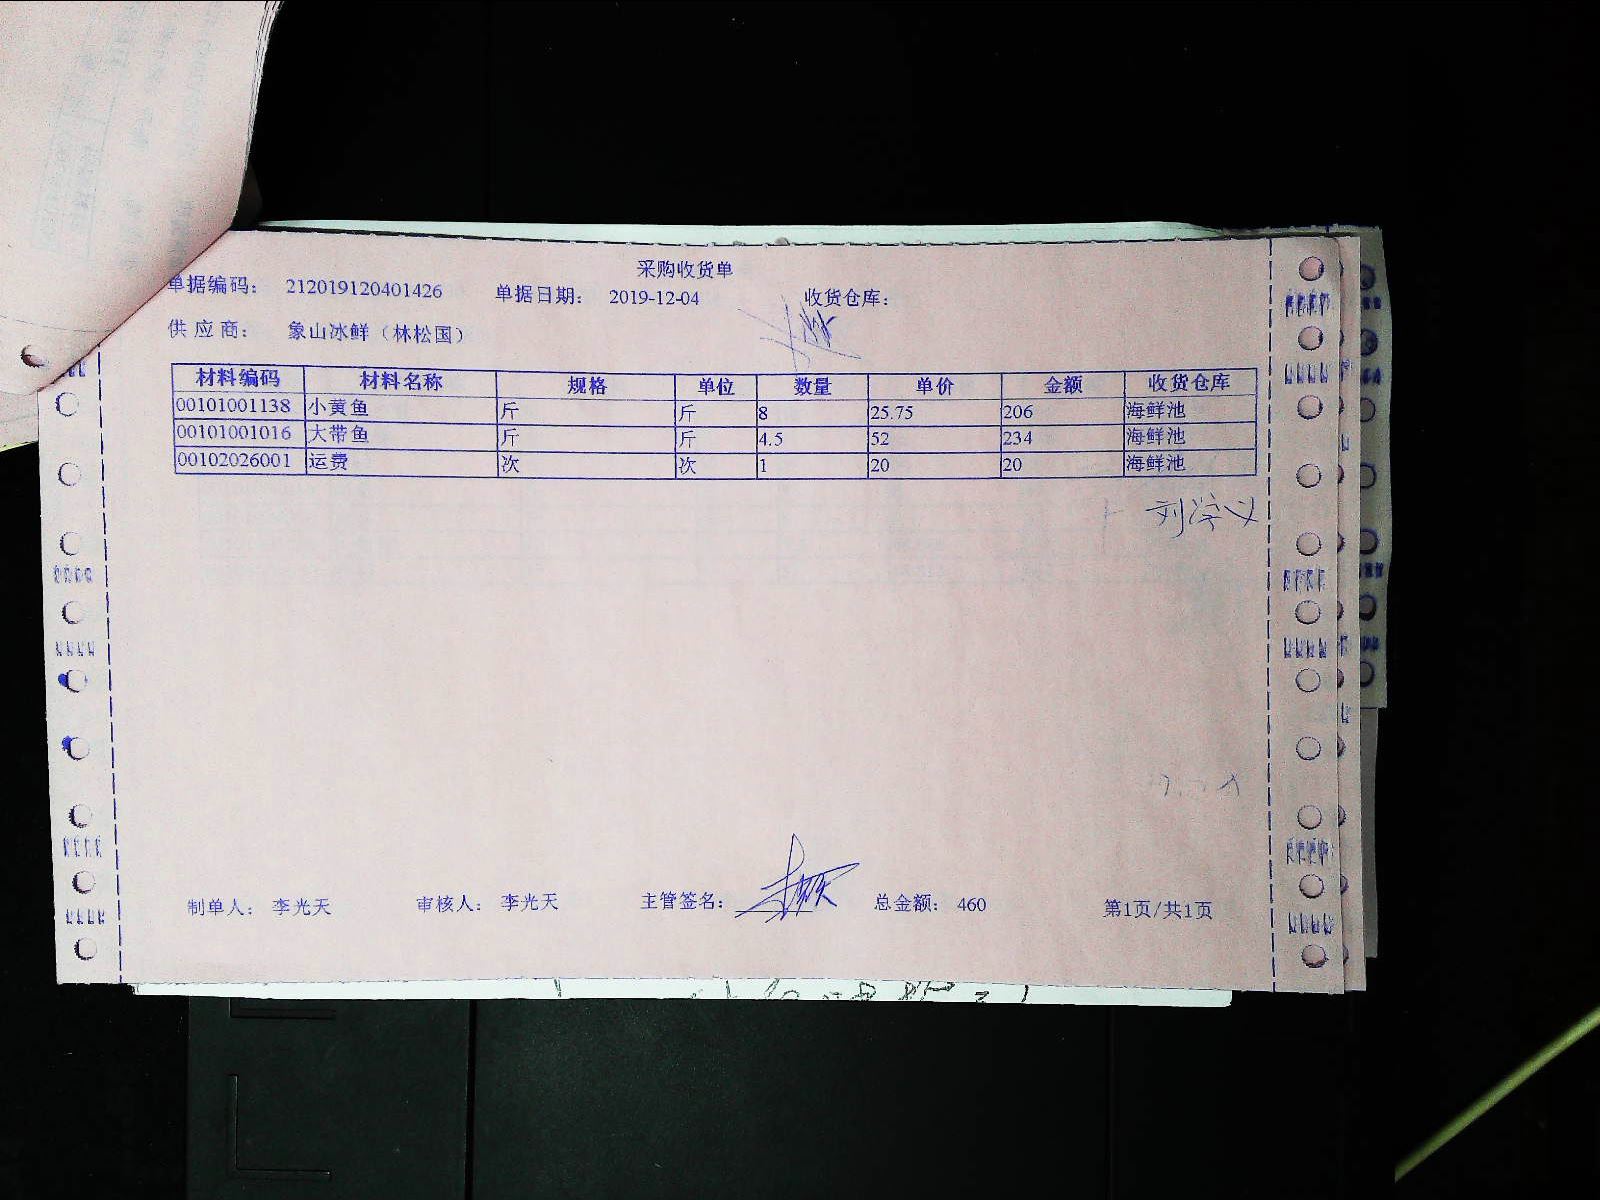 采购收货单
单据编码： 212019120401426 单据日期： 2019-12-04 收货仓库：
供应商： 象山冰鲜（林松国）
材料编码 材料名称 规格 单位 数量 单价 金额 收货仓库
00101001138 小黄鱼 斤 斤 8 25.75 206 海鲜池
00101001016 大带鱼 斤 斤 4.5 52 234 海鲜池
00102026001 运费 次 次 1 20 20 海鲜池
刘学义
制单人： 李光天 审核人： 李光天 主管签名： 总金额： 460 第1页/共1页